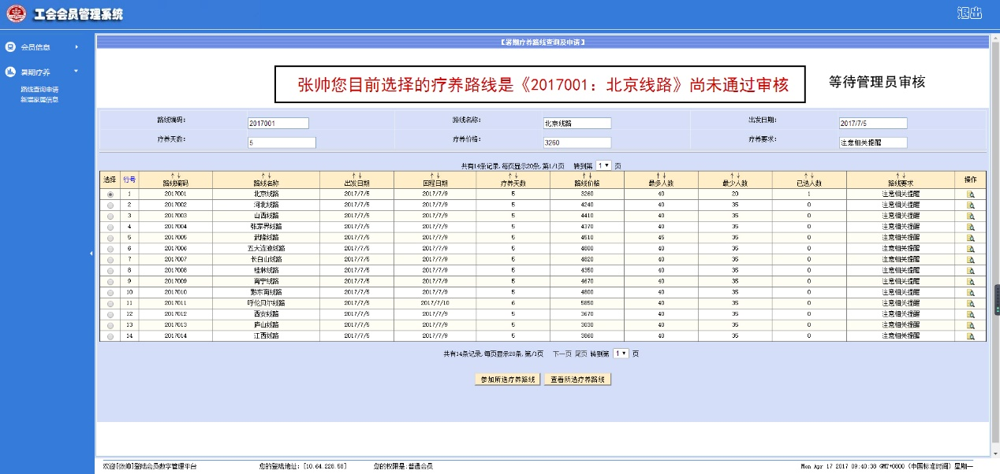 工会会员管理系统
退出
会员信息
暑期疗养
路线查询申请
新增家属信息
【暑期疗养路线查询及申请】
张帅您目前选择的疗养路线是《2017001：北京线路》尚未通过审核
等待管理员审核
路线编码： 2017001 路线名称： 北京线路 出发日期： 2017/7/5
疗养天数： 5 疗养价格： 3260 疗养要求： 注意相关提醒
共有14条记录,每页显示20条,第1/1页 转到第 1 页
选择 行号 路线编码 路线名称 出发日期 回程日期 疗养天数 路线价格 最多人数 最少人数 已选人数 路线要求 操作
1 2017001 北京线路 2017/7/5 2017/7/9 5 3260 40 20 1 注意相关提醒
2 2017002 河北线路 2017/7/5 2017/7/9 5 4240 40 35 0 注意相关提醒
3 2017003 山西线路 2017/7/5 2017/7/9 5 4410 40 35 0 注意相关提醒
4 2017004 张家界线路 2017/7/5 2017/7/9 5 4370 40 35 0 注意相关提醒
5 2017005 武隆线路 2017/7/5 2017/7/9 5 4510 45 35 0 注意相关提醒
6 2017006 五大连池线路 2017/7/5 2017/7/9 5 4800 40 35 0 注意相关提醒
7 2017007 长白山线路 2017/7/5 2017/7/9 5 4820 40 35 0 注意相关提醒
8 2017008 桂林线路 2017/7/5 2017/7/9 5 4350 40 35 0 注意相关提醒
9 2017009 南宁线路 2017/7/5 2017/7/9 5 4670 40 35 0 注意相关提醒
10 2017010 黔东南线路 2017/7/5 2017/7/9 5 4800 40 35 0 注意相关提醒
11 2017011 呼伦贝尔线路 2017/7/5 2017/7/10 6 5850 40 35 0 注意相关提醒
12 2017012 西安线路 2017/7/5 2017/7/9 5 3670 40 35 0 注意相关提醒
13 2017013 庐山线路 2017/7/5 2017/7/9 5 3030 40 35 0 注意相关提醒
14 2017014 江西线路 2017/7/5 2017/7/9 5 3860 40 35 0 注意相关提醒
共有14条记录,每页显示20条,第/1页 下一页 尾页 转到第 1 页
参加所选疗养路线 查看所选疗养路线
欢迎[张帅]登陆会员数字管理平台 您的登陆地址：[10.64.228.58] 您的权限是:普通会员 Mon Apr 17 2017 09:40:38 GMT+0800 (中国标准时间) 星期一